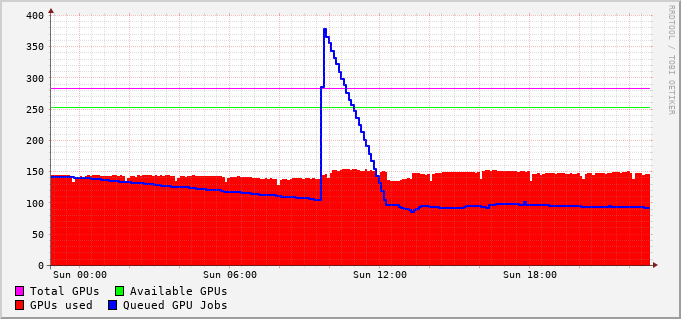 400
350
300
250
200
150
100
50
0
Sun 00:00 Sun 06:00 Sun 12:00 Sun 18:00
Total GPUs Available GPUs
GPUs used Queued GPU Jobs
RRDTOOL / TOBI OETIKER